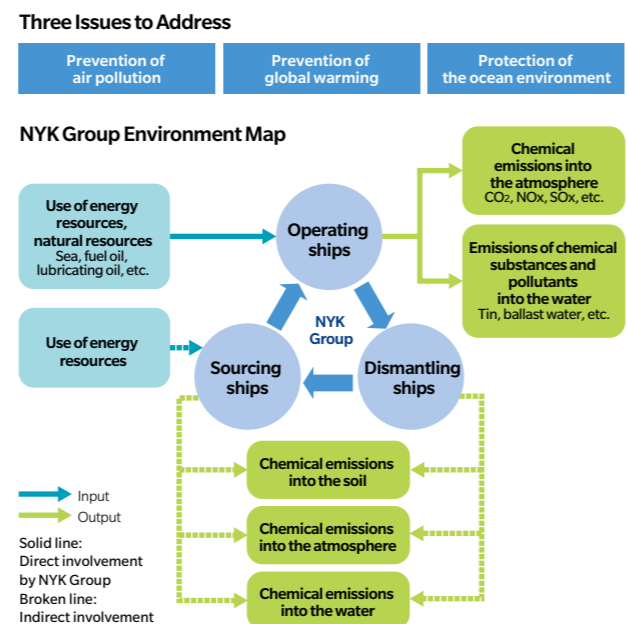 Three Issues to Address
Prevention of
air pollution
Prevention of
global warming
Protection of
the ocean environment
NYK Group Environment Map
Use of energy
resources,
natural resources
Sea, fuel oil,
lubricating oil, etc.
Operating
ships
Chemical
emissions into
the atmosphere
CO2, NOx, SOx, etc.
Emissions of chemical
substances and
pollutants
into the water
Tin, ballast water, etc.
Use of energy
resources
NYK
Group
Sourcing
ships
Dismantling
ships
Chemical emissions
into the soil
Chemical emissions
into the atmosphere
Chemical emissions
into the water
Input
Output
Solid line:
Direct involvement
by NYK Group
Broken line:
Indirect involvement